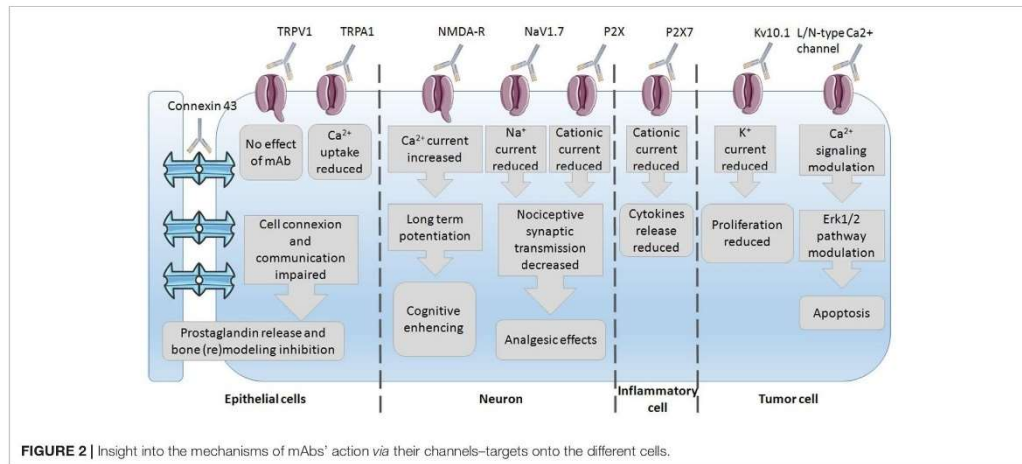 TRPV1
TRPA1
NMDA-R
NaV1.7
P2X
P2X7
Kv10.1
L/N-type Ca2+
channel
Connexin 43
No effect
of mAb
Ca²⁺
uptake
reduced
Ca²⁺ current
increased
Na⁺
current
reduced
Cationic
current
reduced
Cationic
current
reduced
K⁺
current
reduced
Ca²⁺
signaling
modulation
Cell connexion
and
communication
impaired
Long term
potentiation
Nociceptive
synaptic
transmission
decreased
Cytokines
release
reduced
Proliferation
reduced
Erk1/2
pathway
modulation
Prostaglandin release and
bone (re)modeling inhibition
Cognitive
enhencing
Analgesic effects
Apoptosis
Epithelial cells
Neuron
Inflammatory
cell
Tumor cell
FIGURE 2 | Insight into the mechanisms of mAbs' action via their channels–targets onto the different cells.